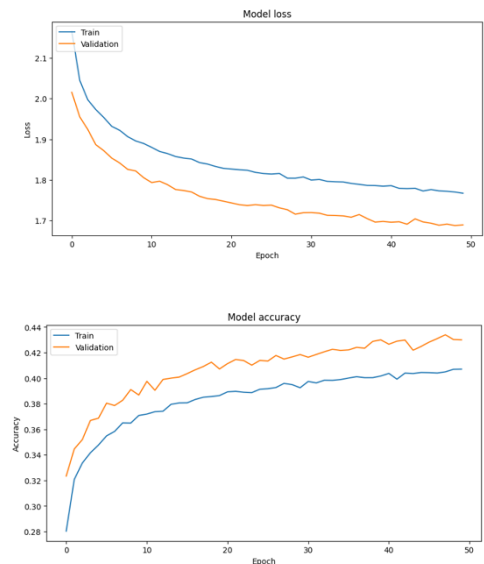 Model loss
Train
Validation
2.1
2.0
1.9
1.8
1.7
Loss
0 10 20 30 40 50
Epoch
Model accuracy
Train
Validation
0.44
0.42
0.40
0.38
0.36
0.34
0.32
0.30
0.28
Accuracy
0 10 20 30 40 50
Epoch